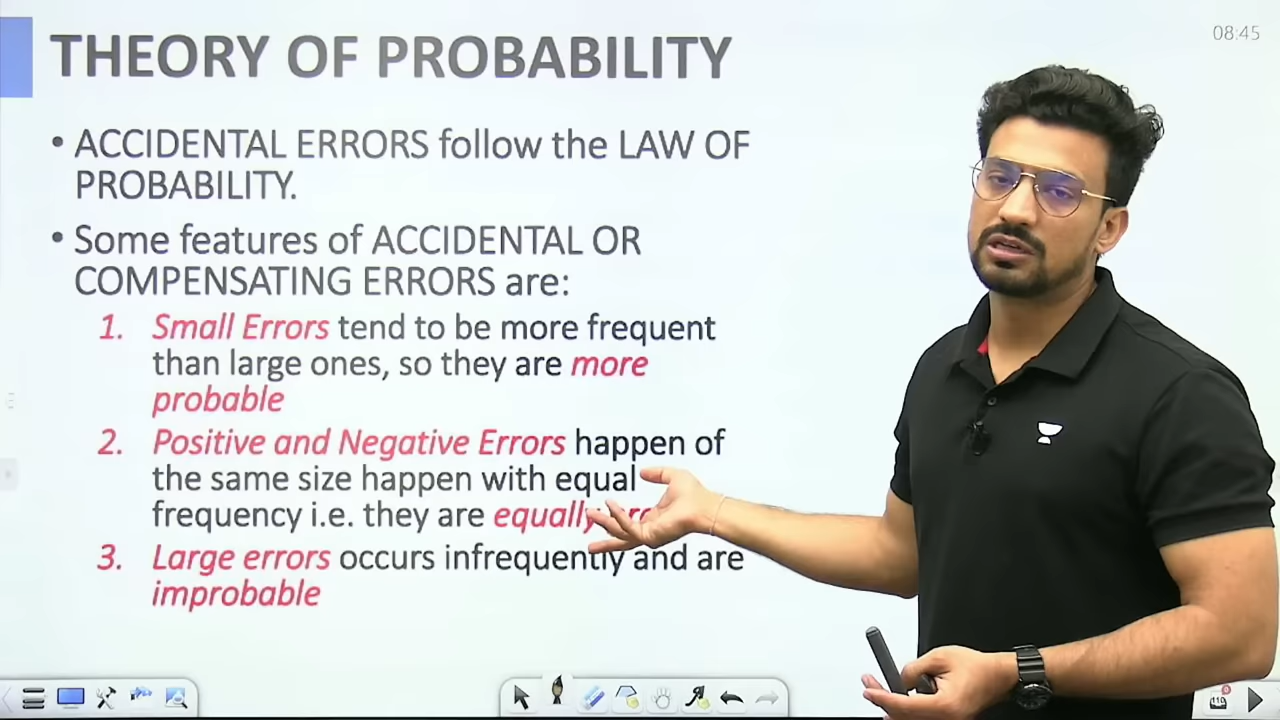 THEORY OF PROBABILITY
08:45
• ACCIDENTAL ERRORS follow the LAW OF
PROBABILITY.
• Some features of ACCIDENTAL OR
COMPENSATING ERRORS are:
1. Small Errors tend to be more frequent
than large ones, so they are more
probable
2. Positive and Negative Errors happen of
the same size happen with equal
frequency i.e. they are equally
3. Large errors occurs infrequently and are
improbable